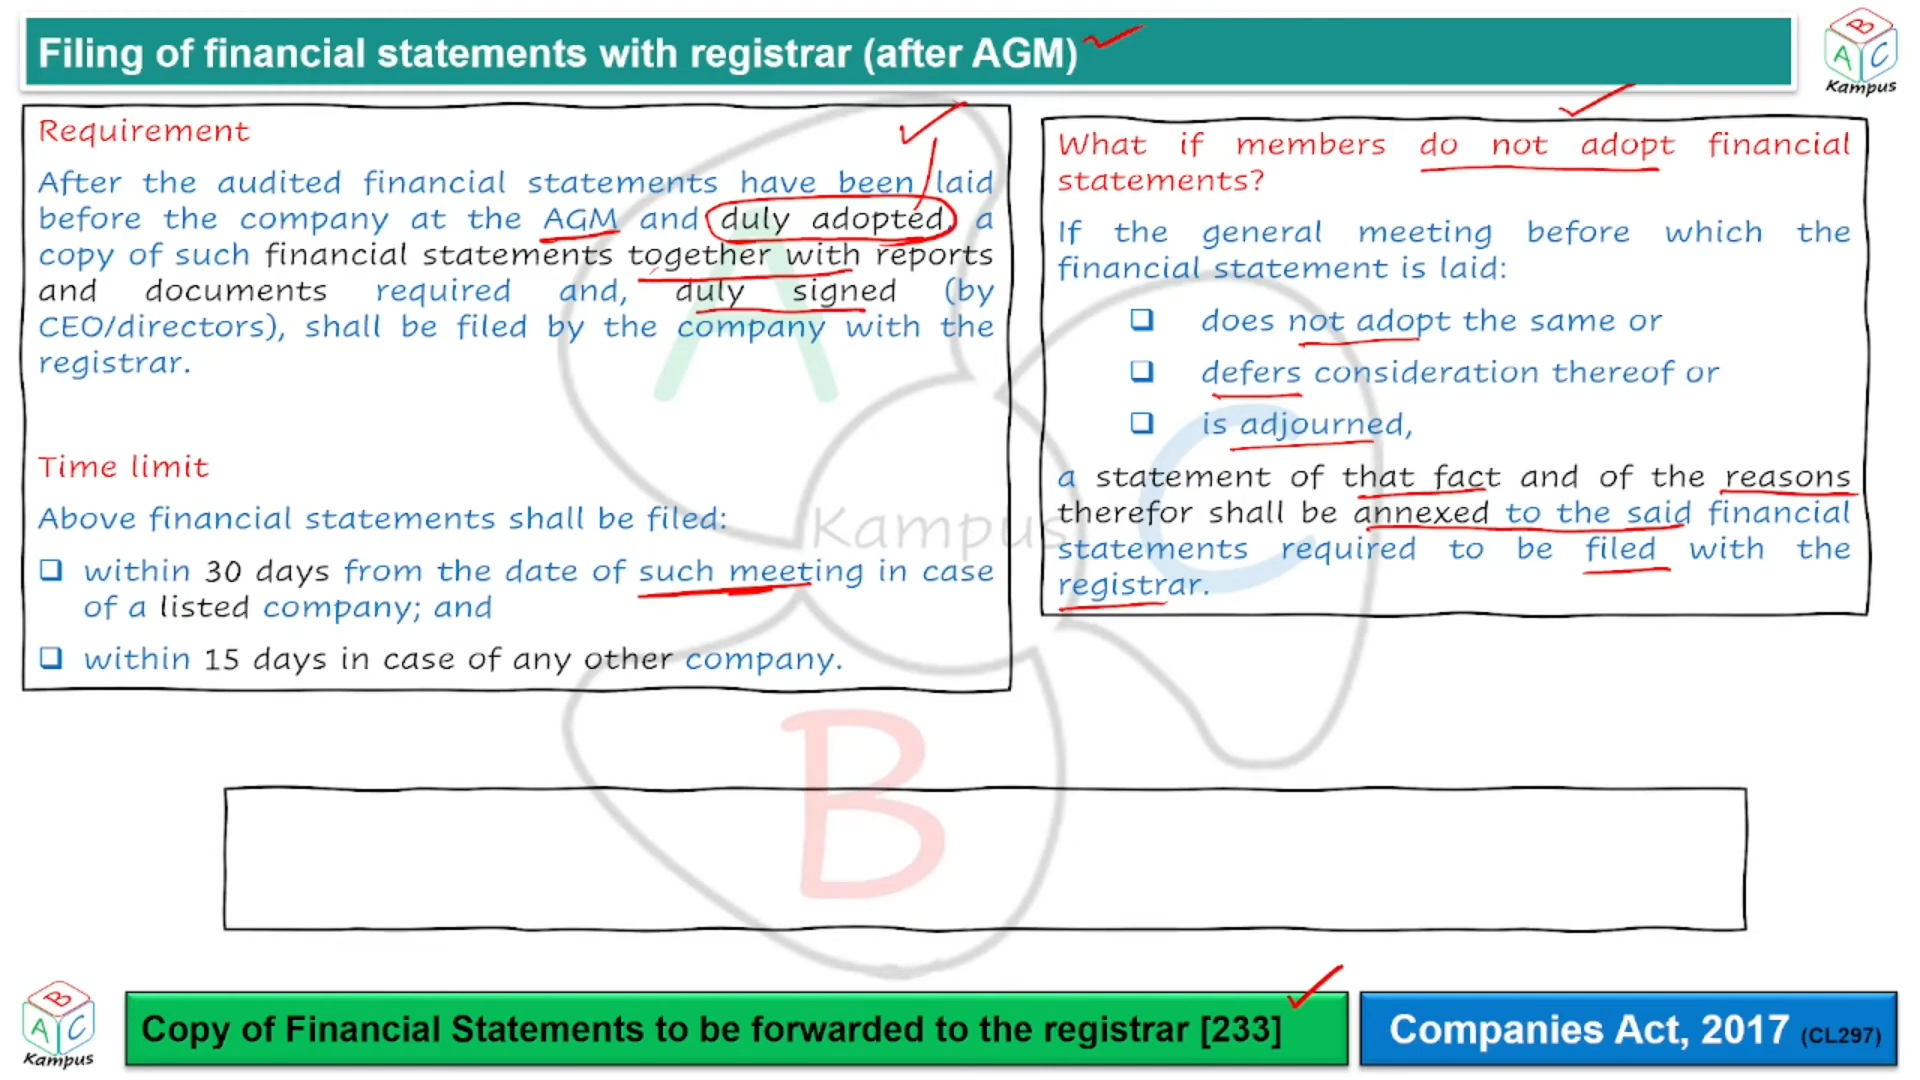 Filing of financial statements with registrar (after AGM)
B
A C
Kampus
Requirement
After the audited financial statements have been laid
before the company at the AGM and duly adopted, a
copy of such financial statements together with reports
and documents required and, duly signed (by
CEO/directors), shall be filed by the company with the
registrar.
Time limit
Above financial statements shall be filed:
❑ within 30 days from the date of such meeting in case
of a listed company; and
❑ within 15 days in case of any other company.
What if members do not adopt financial
statements?
If the general meeting before which the
financial statement is laid:
❑ does not adopt the same or
❑ defers consideration thereof or
❑ is adjourned,
a statement of that fact and of the reasons
therefor shall be annexed to the said financial
statements required to be filed with the
registrar.
A
C
Kampus
B
B
A C
Kampus
Copy of Financial Statements to be forwarded to the registrar [233]
Companies Act, 2017 (CL297)